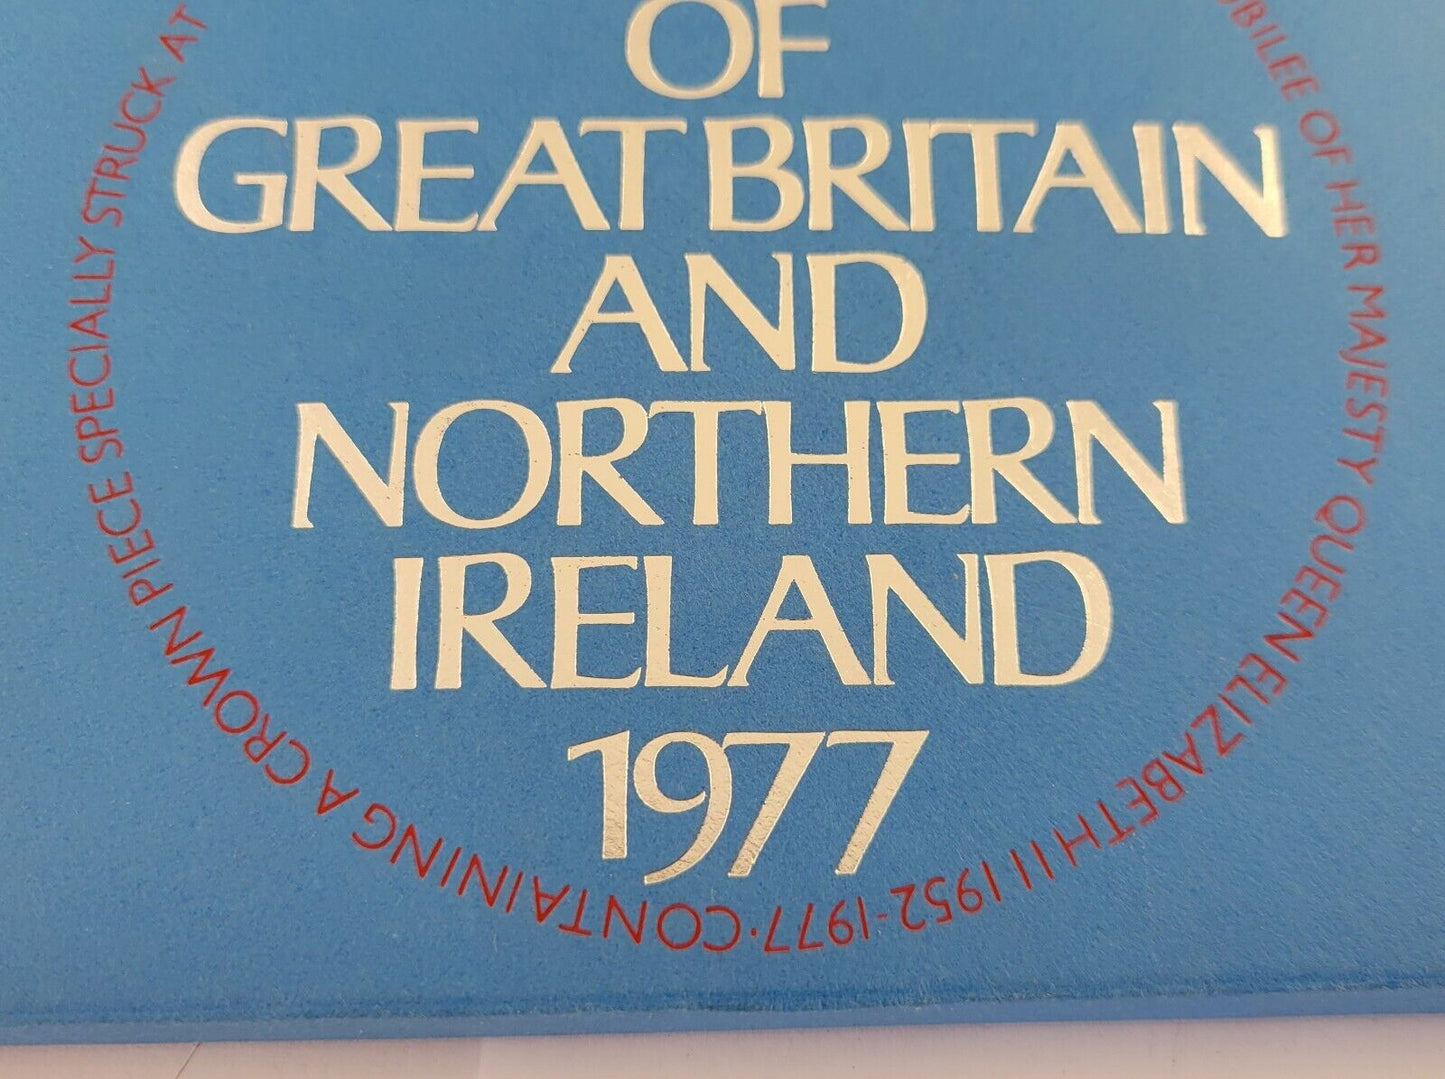 OF
GREAT BRITAIN
AND
NORTHERN
IRELAND
1977
CONTAINING A CROWN PIECE SPECIALLY STRUCK AT
OF HER MAJESTY QUEEN ELIZABETH II 1952-1977·